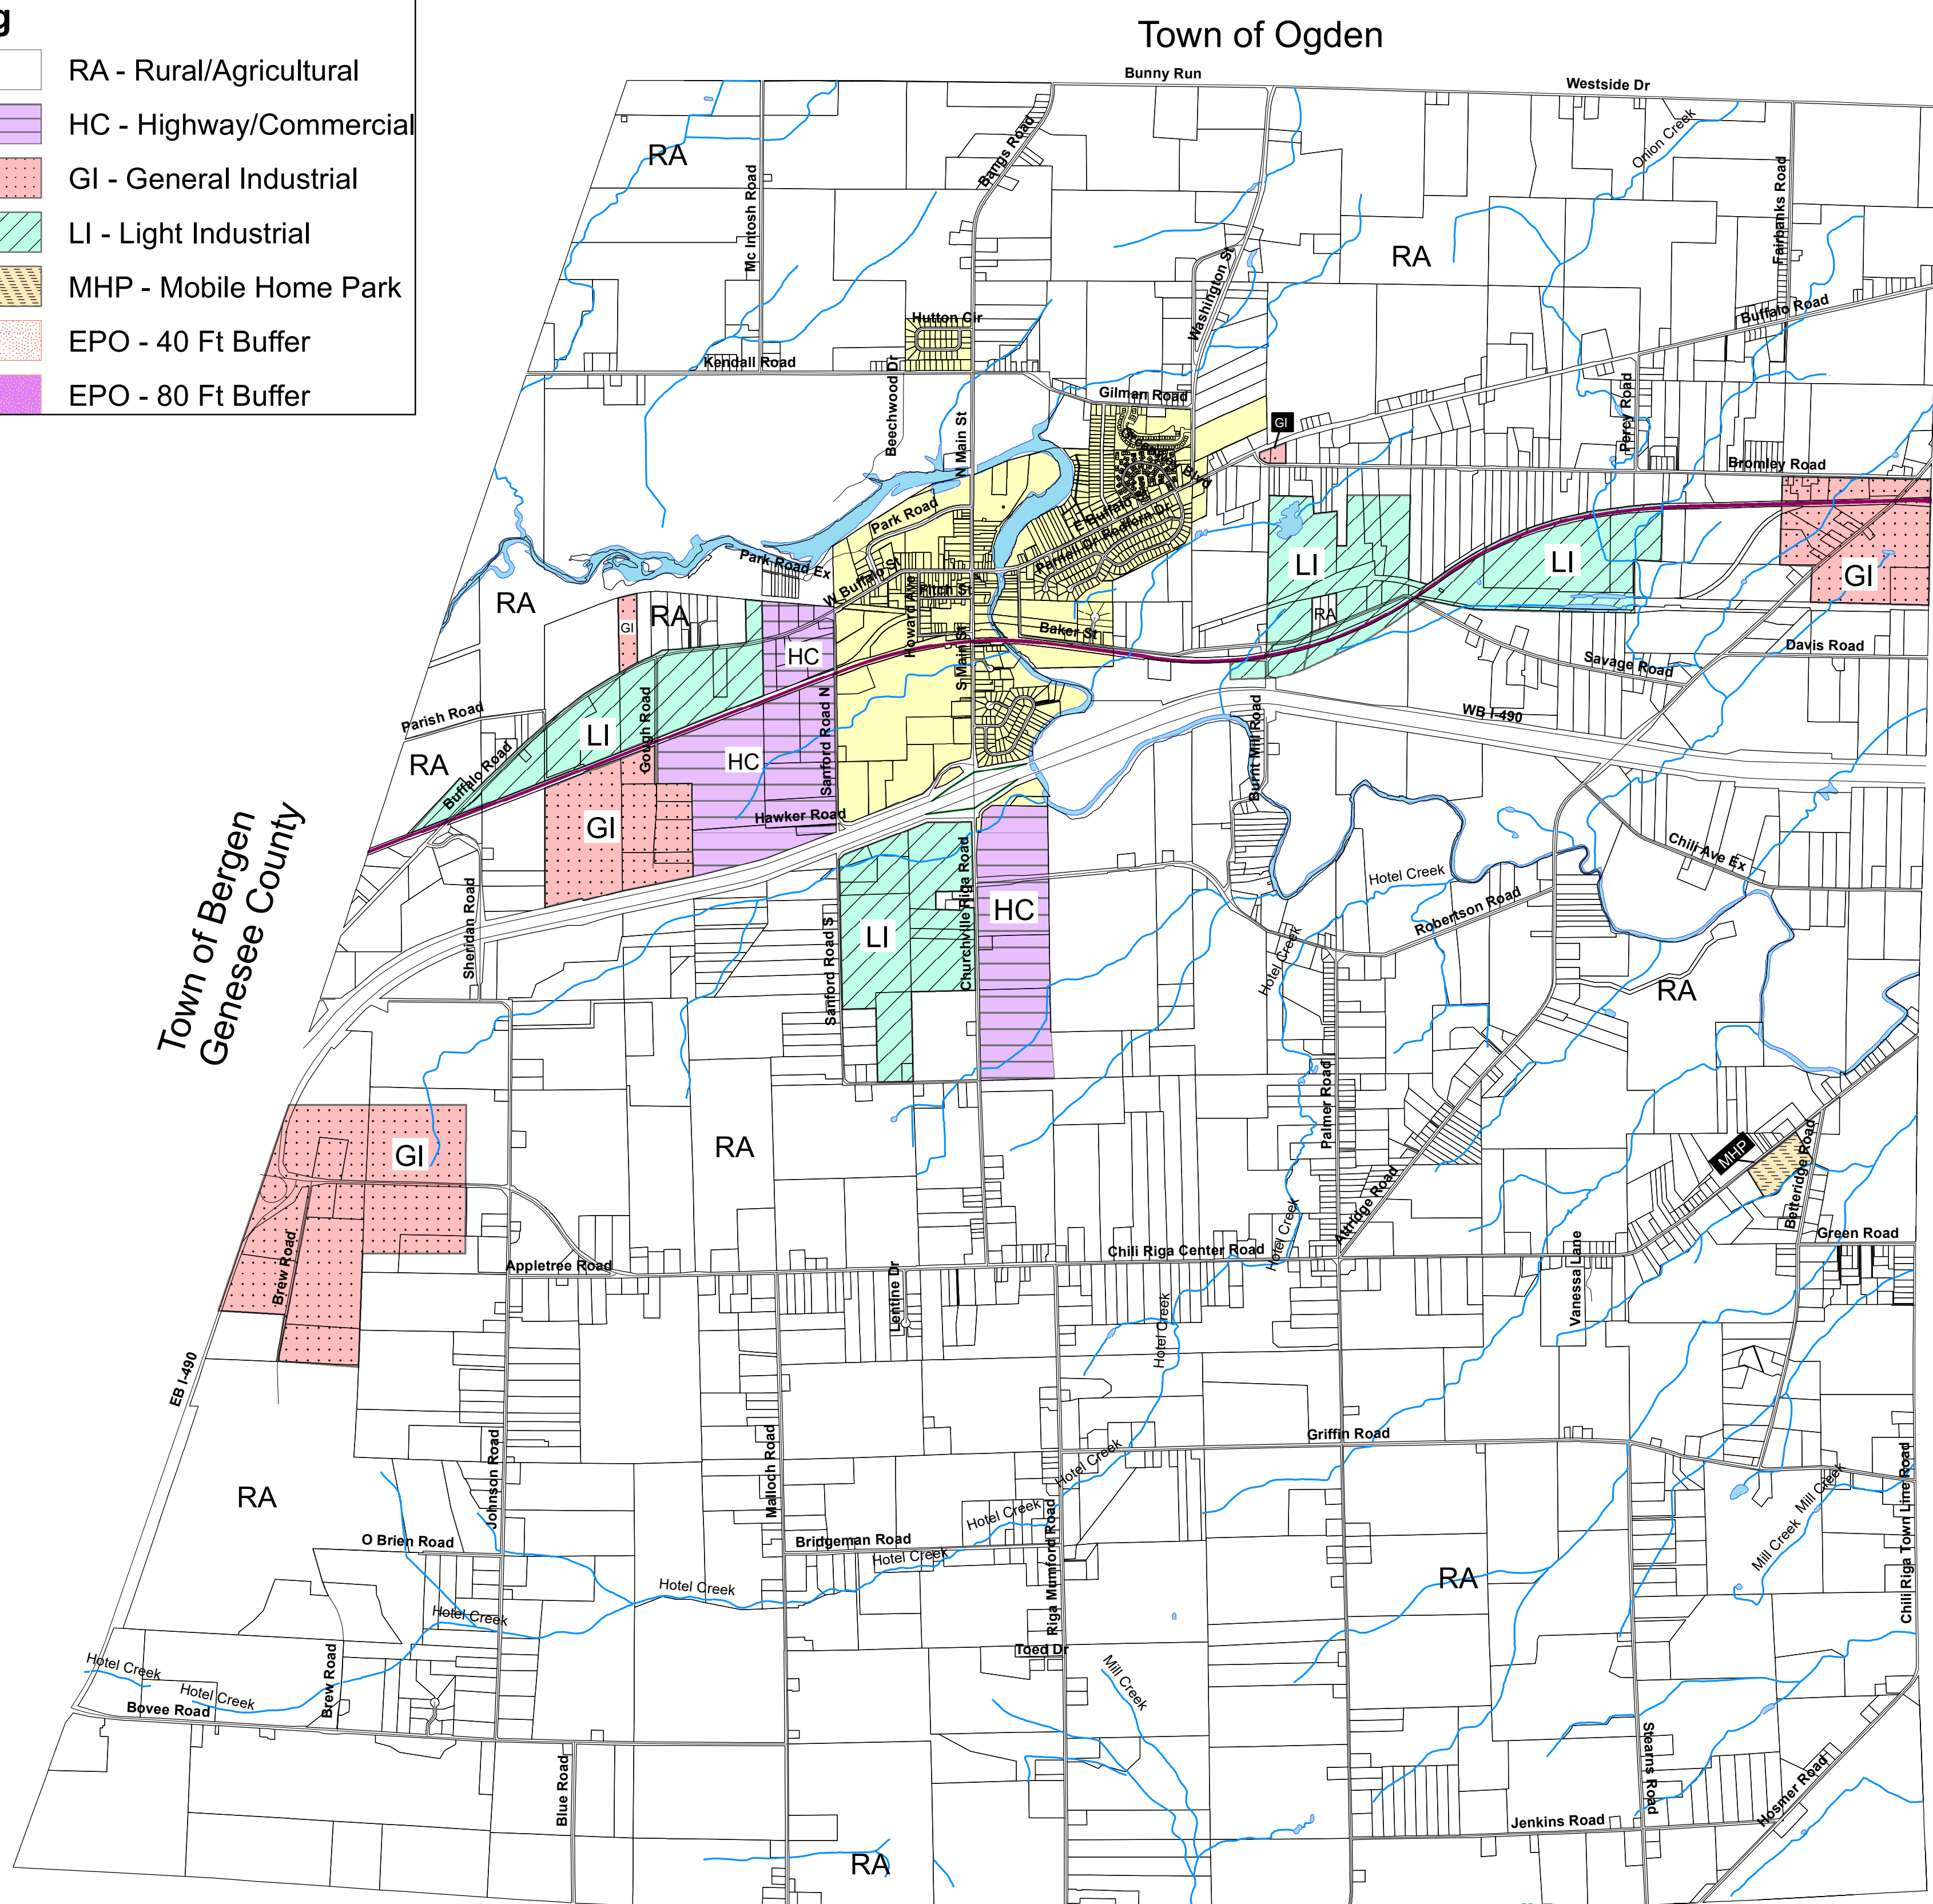 g
RA - Rural/Agricultural
HC - Highway/Commercial
GI - General Industrial
LI - Light Industrial
MHP - Mobile Home Park
EPO - 40 Ft Buffer
EPO - 80 Ft Buffer
Town of Ogden
Bunny Run
Westside Dr
Onion Creek
Bangs Road
RA
Mc Intosh Road
Fairbanks Road
RA
Washington St
Buffalo Road
Hutton Cir
Kendall Road
Beechwood Dr
Gilman Road
Percy Road
N Main St
GI
Bromley Road
Park Road
E Buffalo
Redfern Dr
Parnell Dr
Park Road Ex
W Buffalo St
Fitch St
Howard Ave
LI
LI
GI
RA
RA
GI
RA
Baker St
HC
S Main St
Davis Road
Savage Road
Parish Road
Gough Road
Sanford Road N
LI
HC
WB I-490
Burnt Mill Road
RA
Buffalo Road
GI
Hawker Road
Town of Bergen
Genesee County
Churchville Riga Road
Chili Ave Ex
Hotel Creek
Robertson Road
HC
LI
Sheridan Road
Sanford Road S
Hotel Creek
RA
Palmer Road
GI
RA
MHP
Betteridge Road
Attridge Road
Hotel Creek
Brew Road
Appletree Road
Chili Riga Center Road
Green Road
Vanessa Lane
Lentine Dr
Hotel Creek
EB I-490
Johnson Road
Malloch Road
Griffin Road
Hotel Creek
RA
Mill Creek
Chili Riga Town Line Road
Hotel Creek
Riga Mumford Road
O Brien Road
Bridgeman Road
Hotel Creek
Mill Creek
RA
Hotel Creek
Hotel Creek
Toed Dr
Hotel Creek
Hotel Creek
Brew Road
Mill Creek
Bovee Road
Blue Road
Stearns Road
Hosmer Road
Jenkins Road
RA